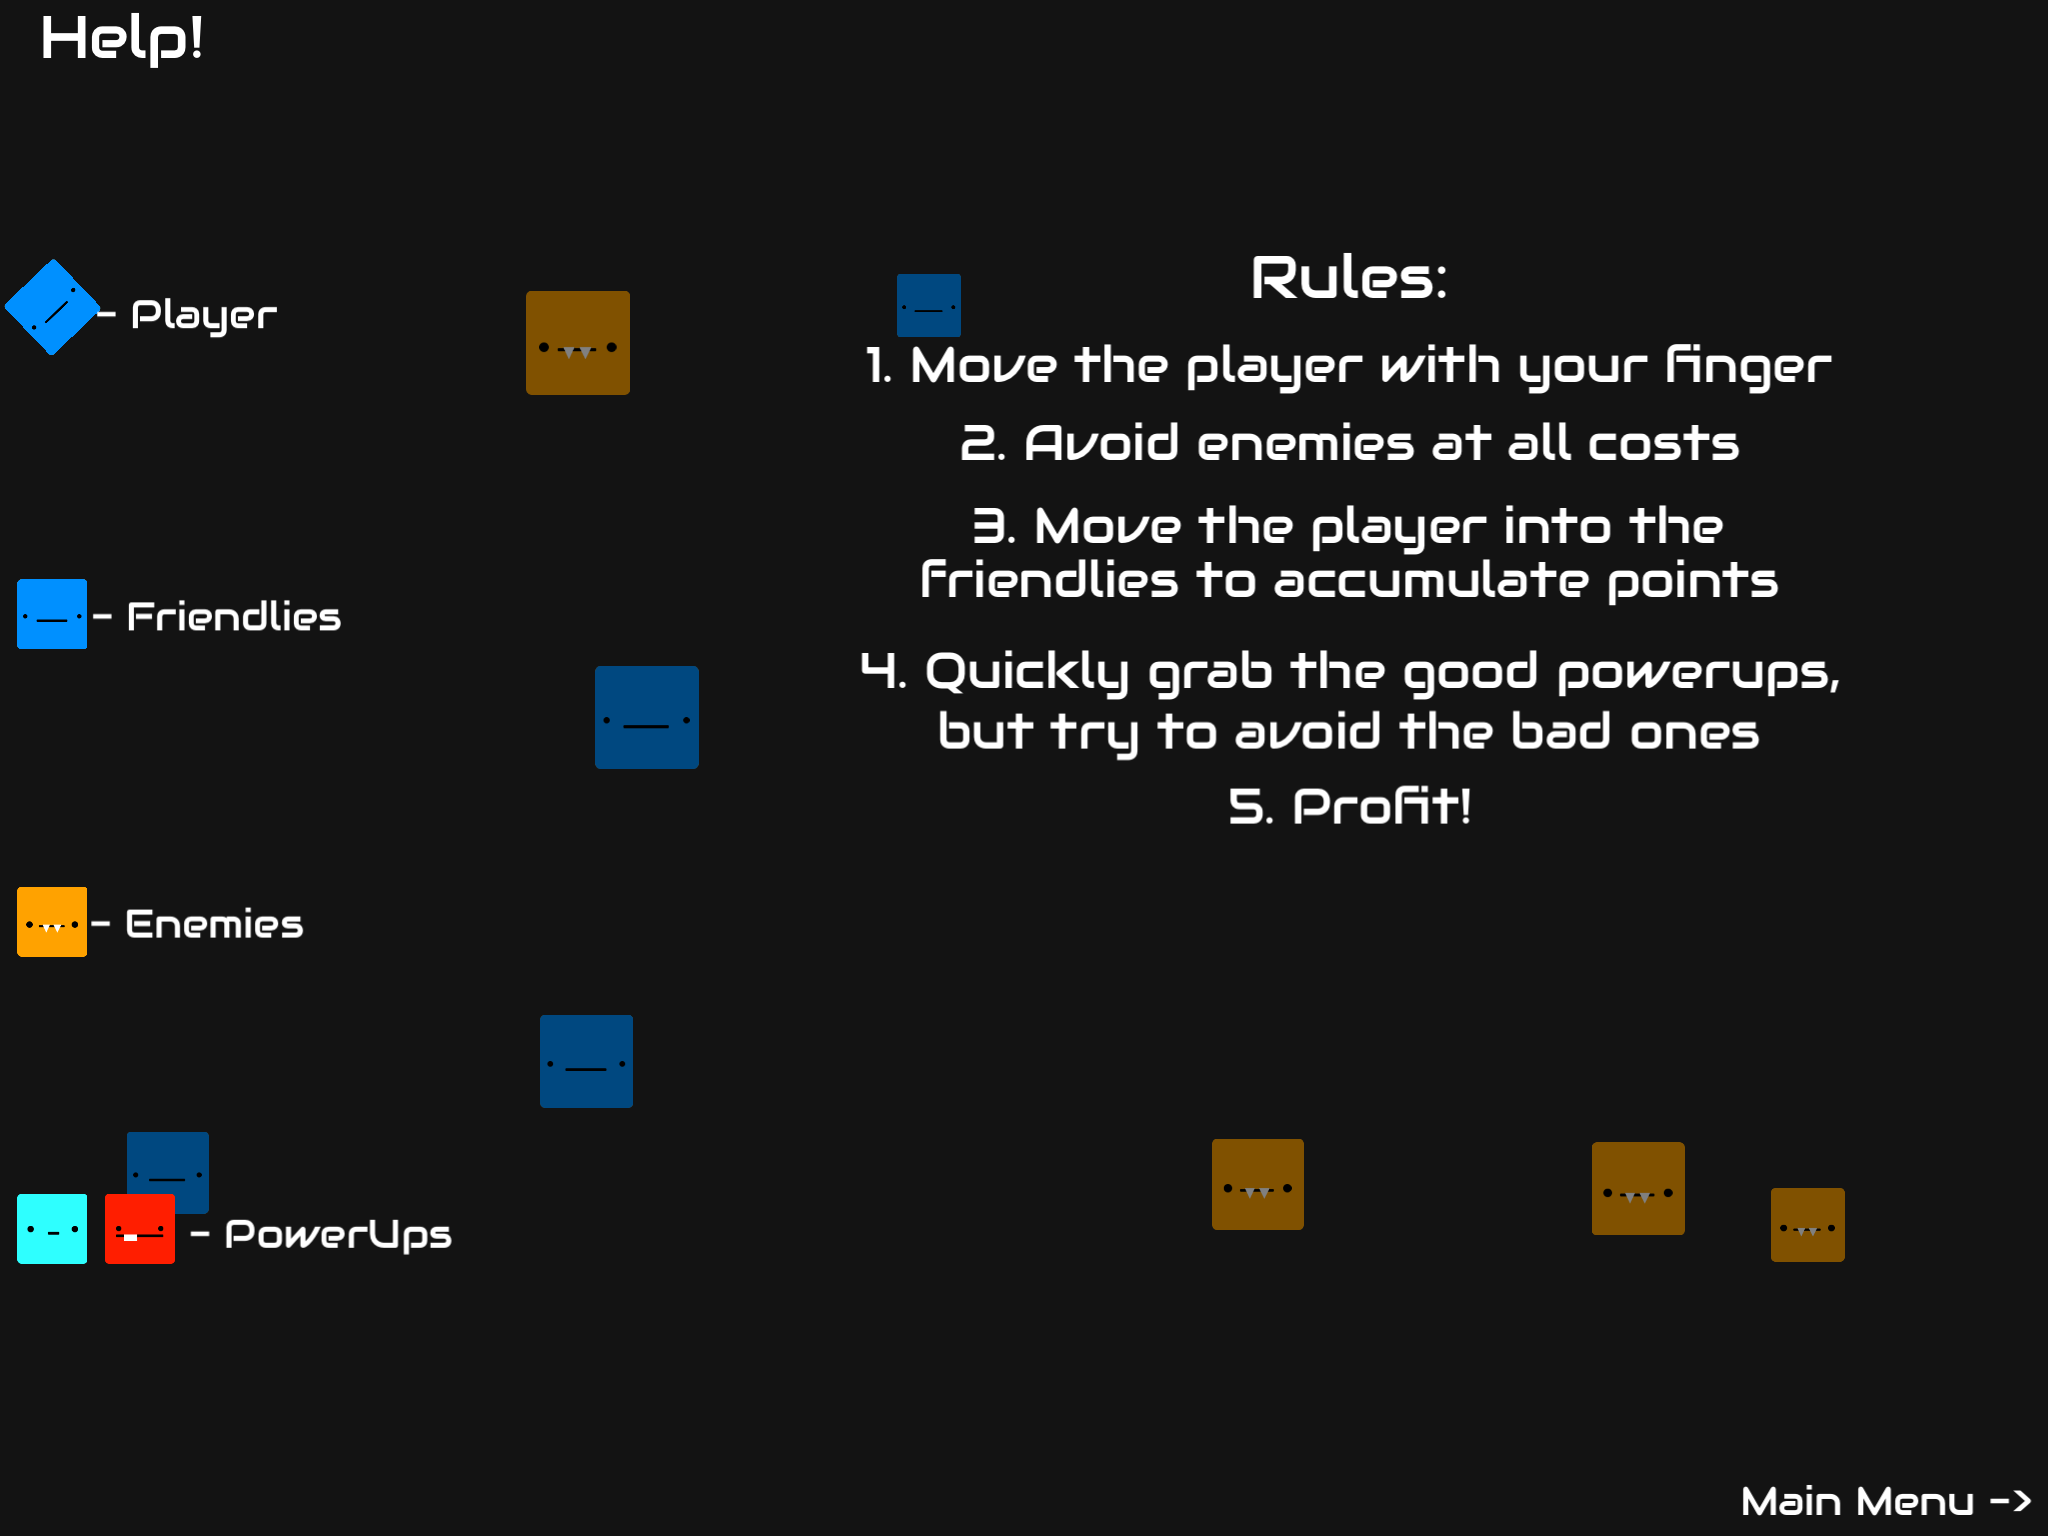 Help!
- Player
- Friendlies
- Enemies
- PowerUps
Rules:
1. Move the player with your finger
2. Avoid enemies at all costs
3. Move the player into the
friendlies to accumulate points
4. Quickly grab the good powerups,
but try to avoid the bad ones
5. Profit!
Main Menu ->